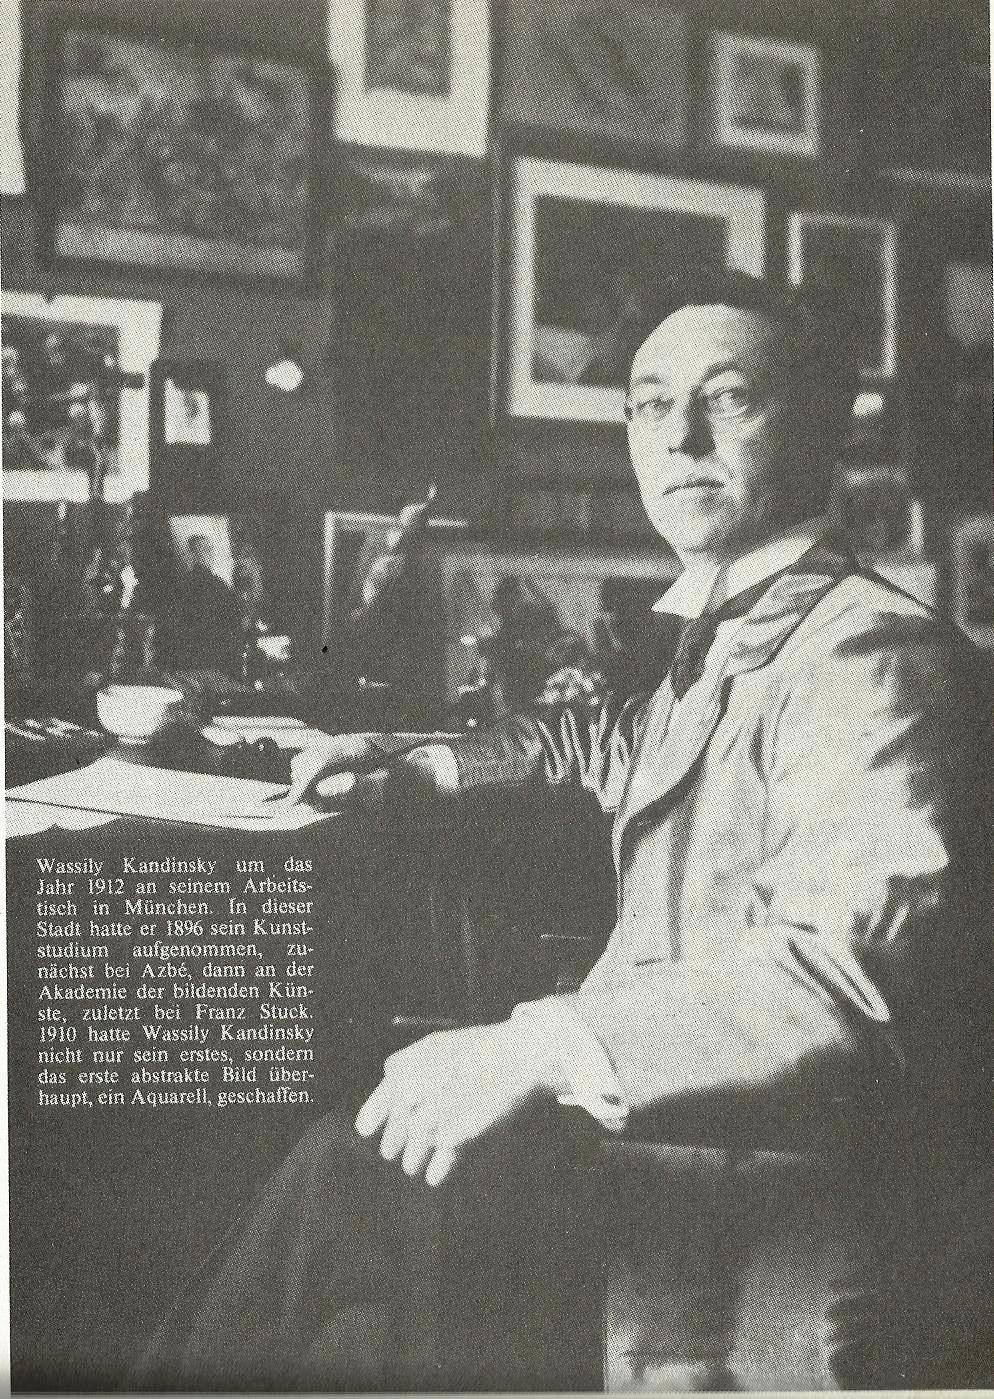 Wassily Kandinsky um das
Jahr 1912 an seinem Arbeits-
tisch in München. In dieser
Stadt hatte er 1896 sein Kunst-
studium aufgenommen, zu-
nächst bei Azbé, dann an der
Akademie der bildenden Kün-
ste, zuletzt bei Franz Stuck.
1910 hatte Wassily Kandinsky
nicht nur sein erstes, sondern
das erste abstrakte Bild über-
haupt, ein Aquarell, geschaffen.